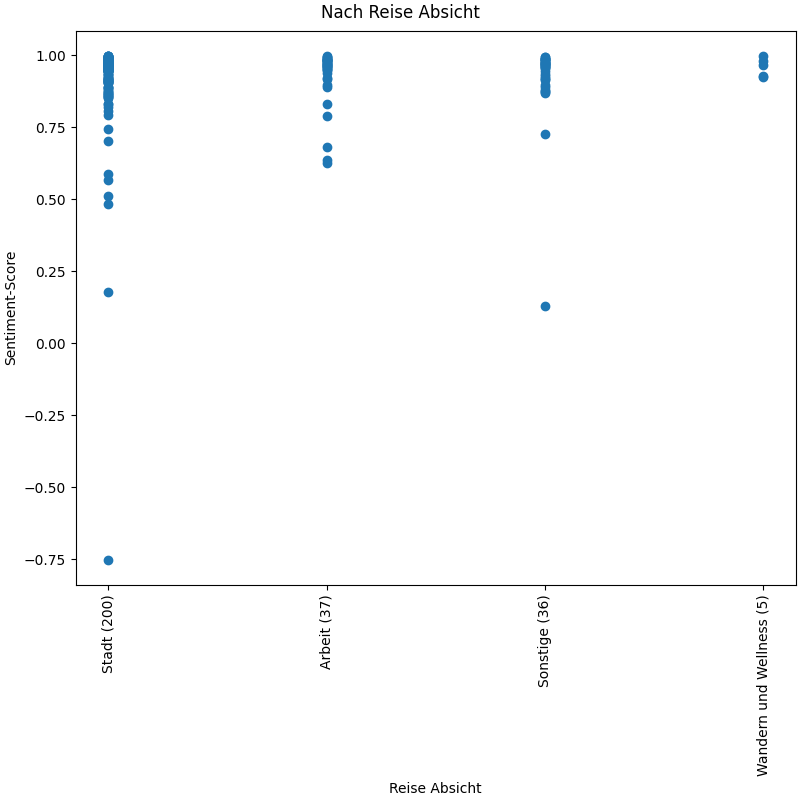 Nach Reise Absicht
Sentiment-Score
1.00
0.75
0.50
0.25
0.00
−0.25
−0.50
−0.75
Stadt (200)
Arbeit (37)
Sonstige (36)
Wandern und Wellness (5)
Reise Absicht